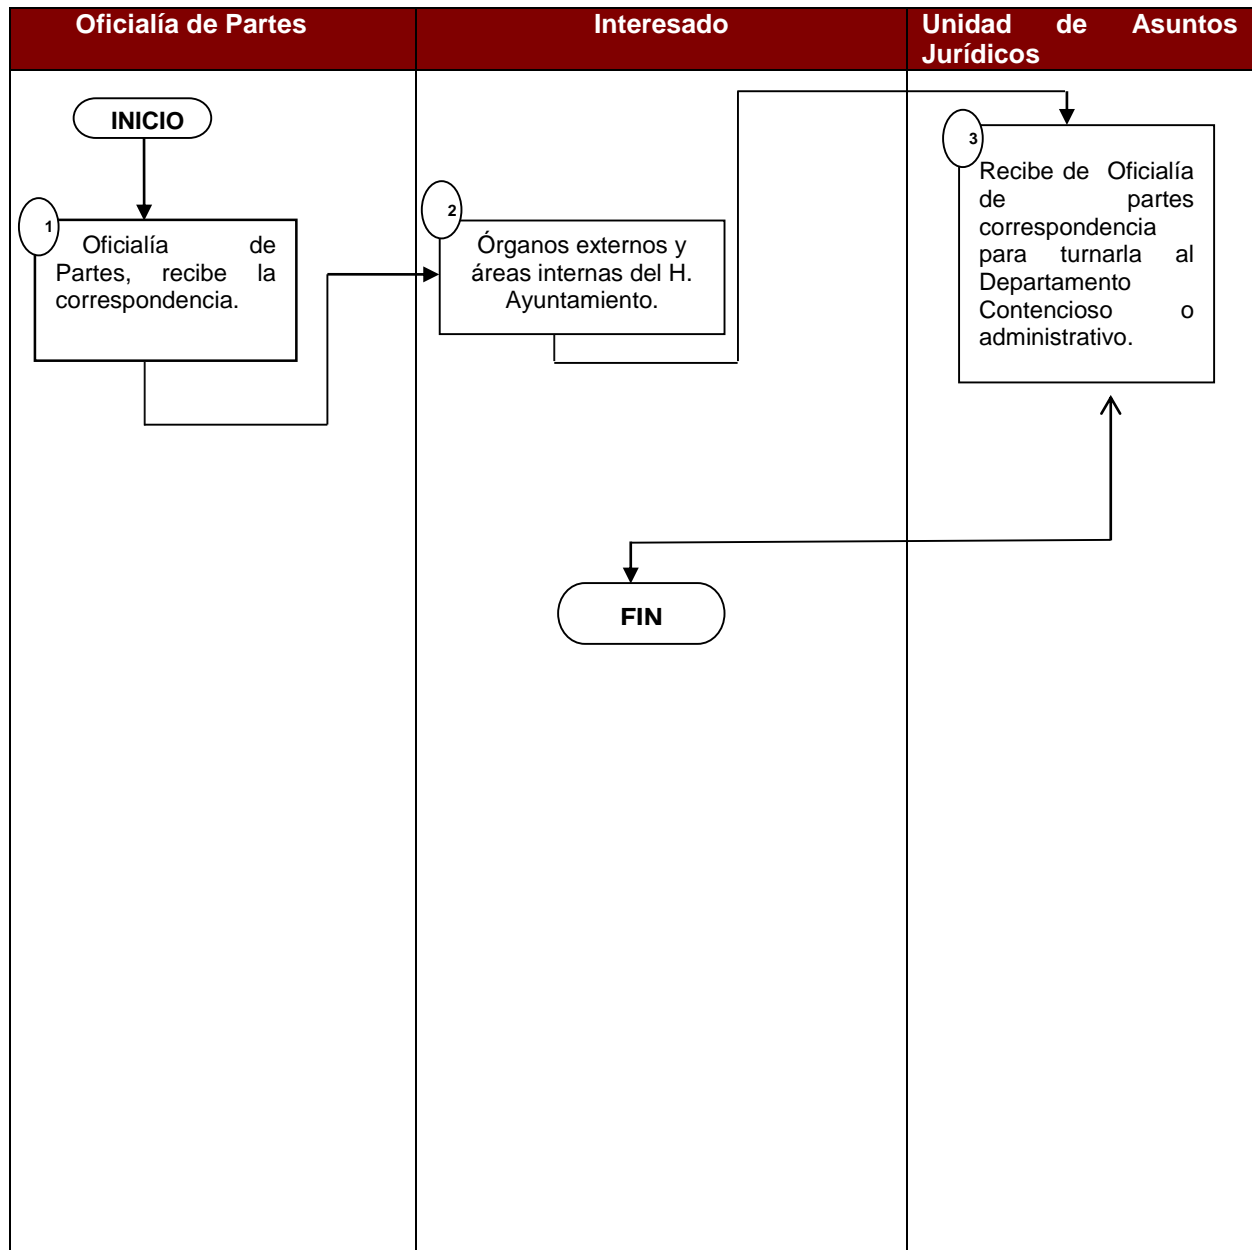 Oficialía de Partes
Interesado
Unidad de Asuntos
Jurídicos
INICIO
1
Oficialía de
Partes, recibe la
correspondencia.
2
Órganos externos y
áreas internas del H.
Ayuntamiento.
3
Recibe de Oficialía
de partes
correspondencia
para turnarla al
Departamento
Contencioso o
administrativo.
FIN